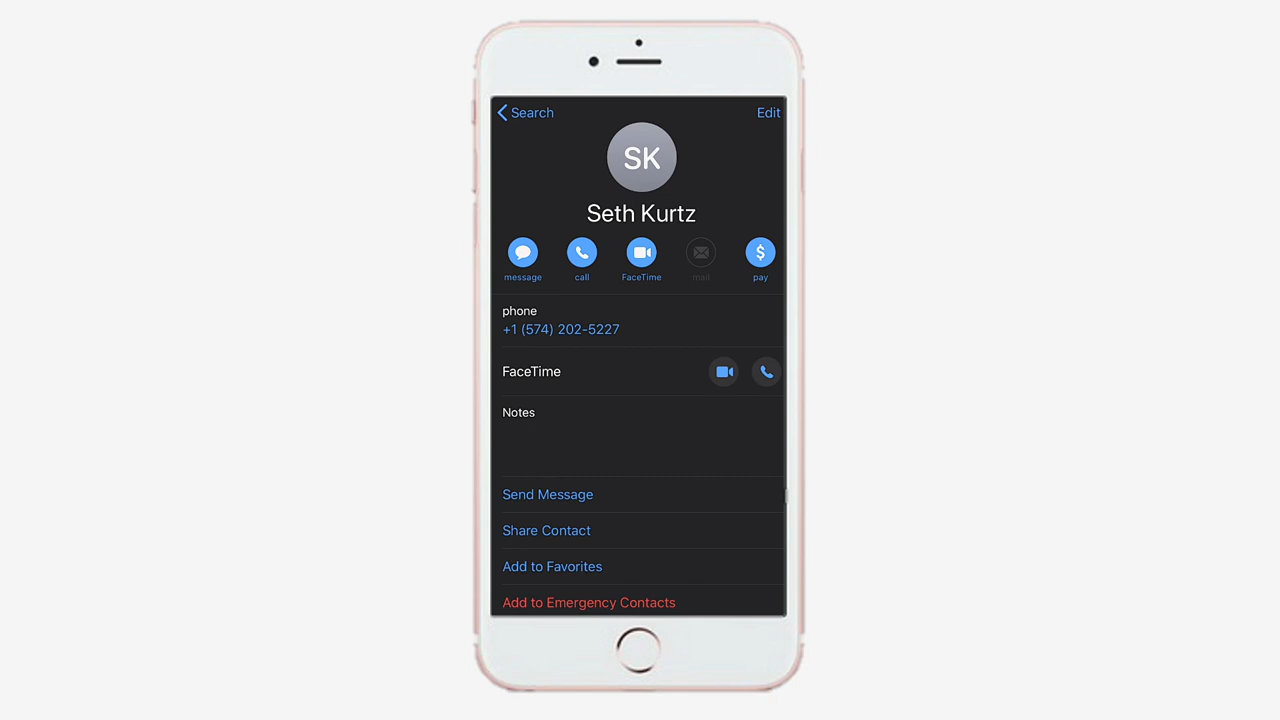 Search
Edit
SK
Seth Kurtz
message call FaceTime mail pay
$
phone
+1 (574) 202-5227
FaceTime
Notes
Send Message
Share Contact
Add to Favorites
Add to Emergency Contacts